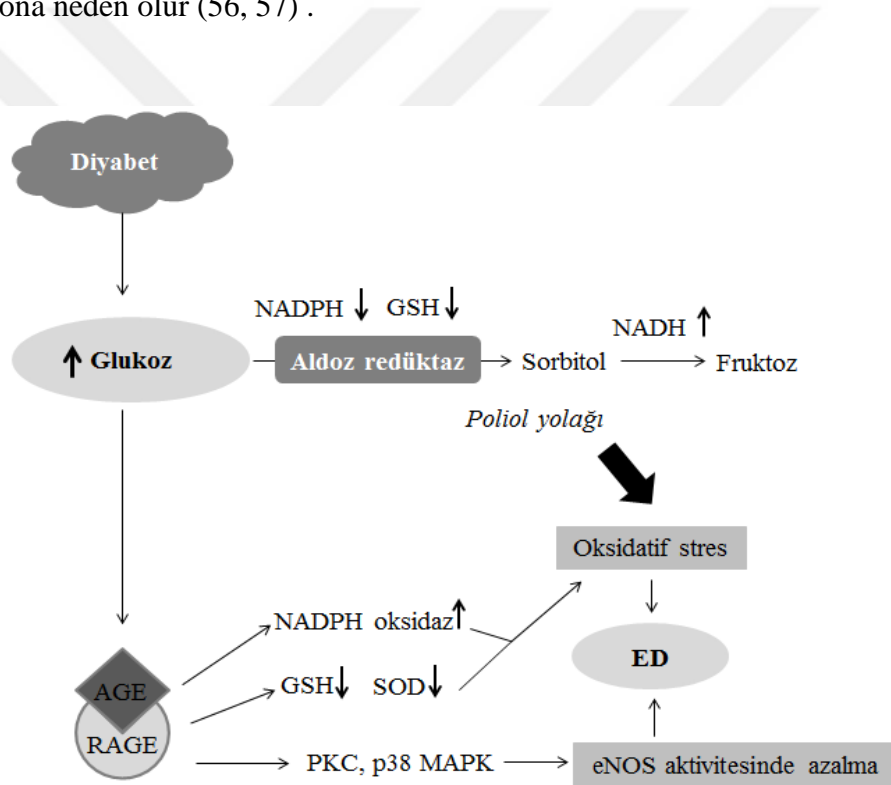 ona neden olur (56, 57) .
Diyabet
NADPH ↓ GSH ↓
NADH ↑
↑ Glukoz
Aldoz redüktaz
Sorbitol
Fruktoz
Poliol yolağı
Oksidatif stres
NADPH oksidaz ↑
ED
AGE
GSH ↓ SOD ↓
RAGE
PKC, p38 MAPK
eNOS aktivitesinde azalma